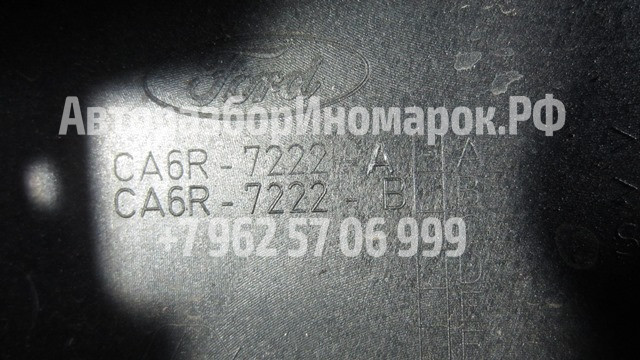 Ford
АвторазборИномарок.РФ
CA6R-7222-A
CA6R-7222-B
+7 962 57 06 999